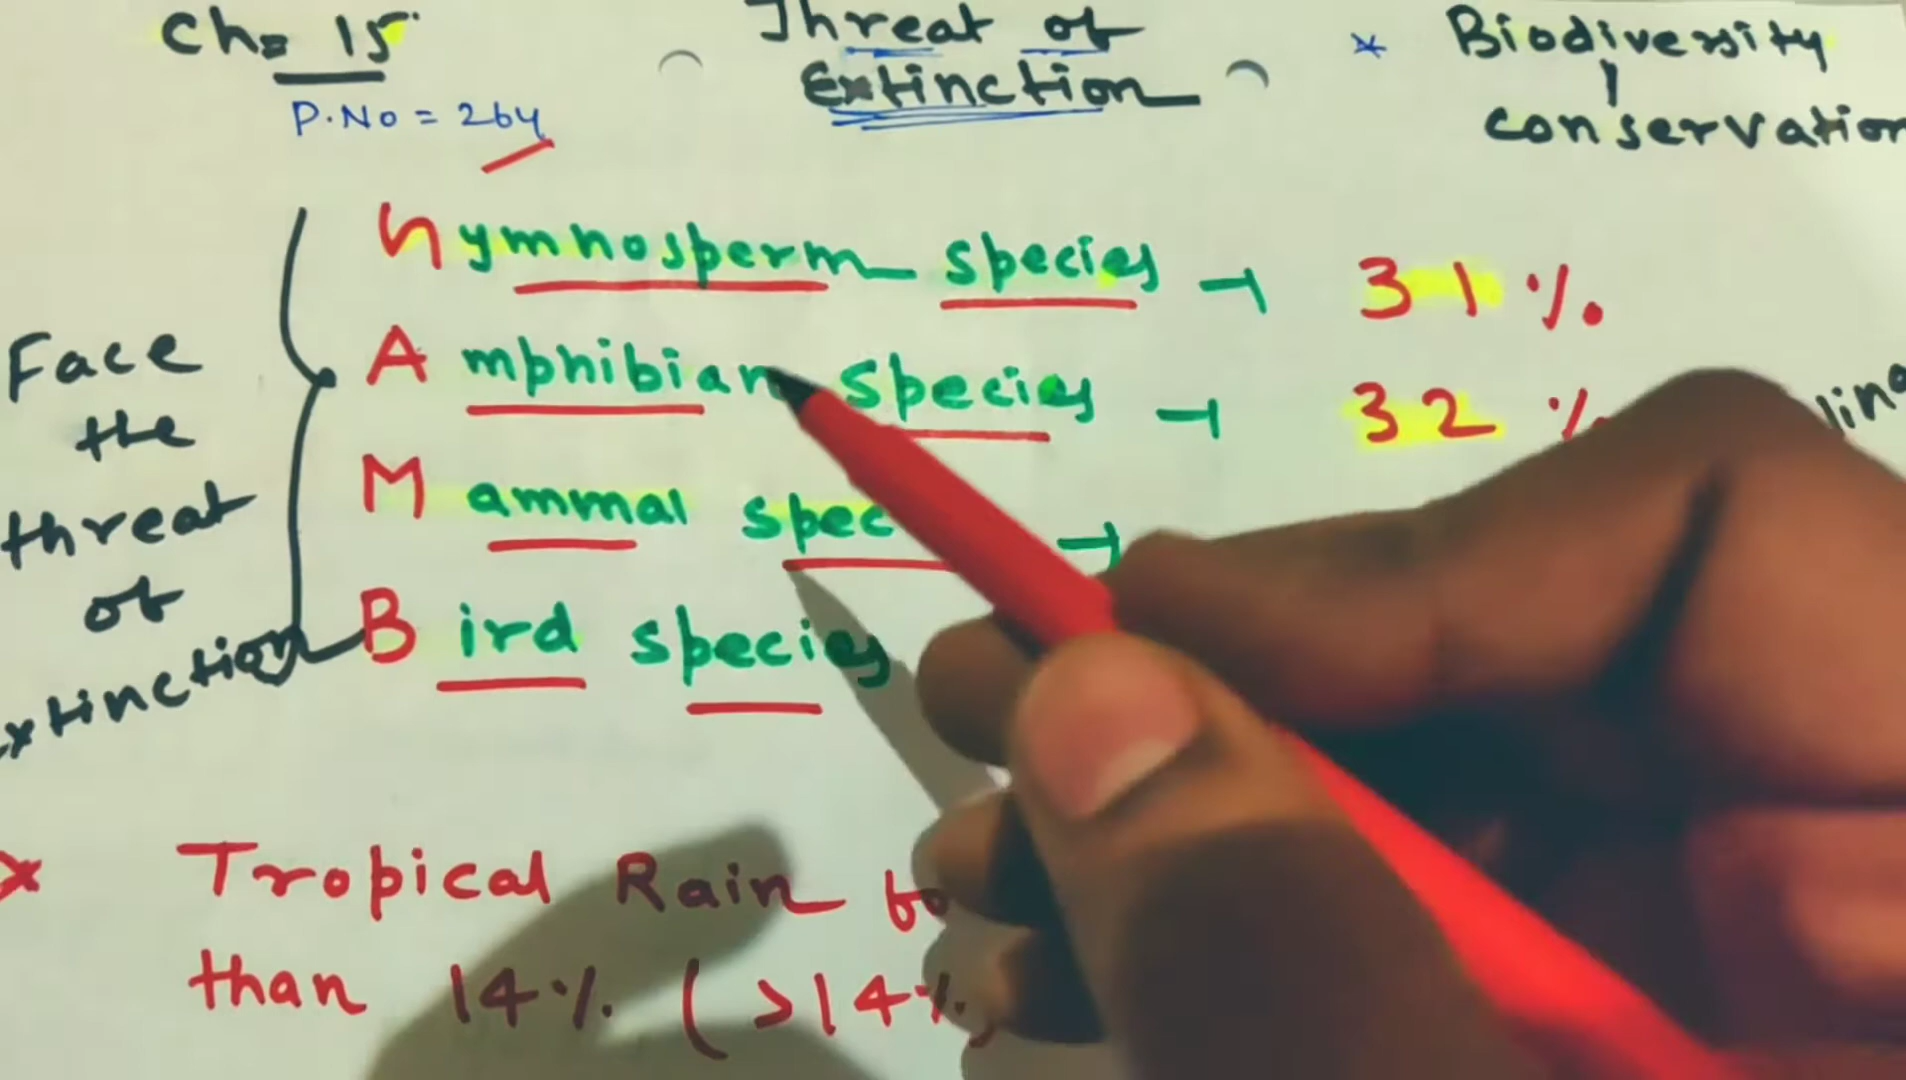 Ch= 15
P.No = 264
Threat of
Extinction
* Biodiversity
conservation
Gymnosperm species → 31%
Amphibian species → 32 %
Mammal spec →
Bird species
Face
the
threat
of
extinction
Tropical Rain
than 14% (>14%